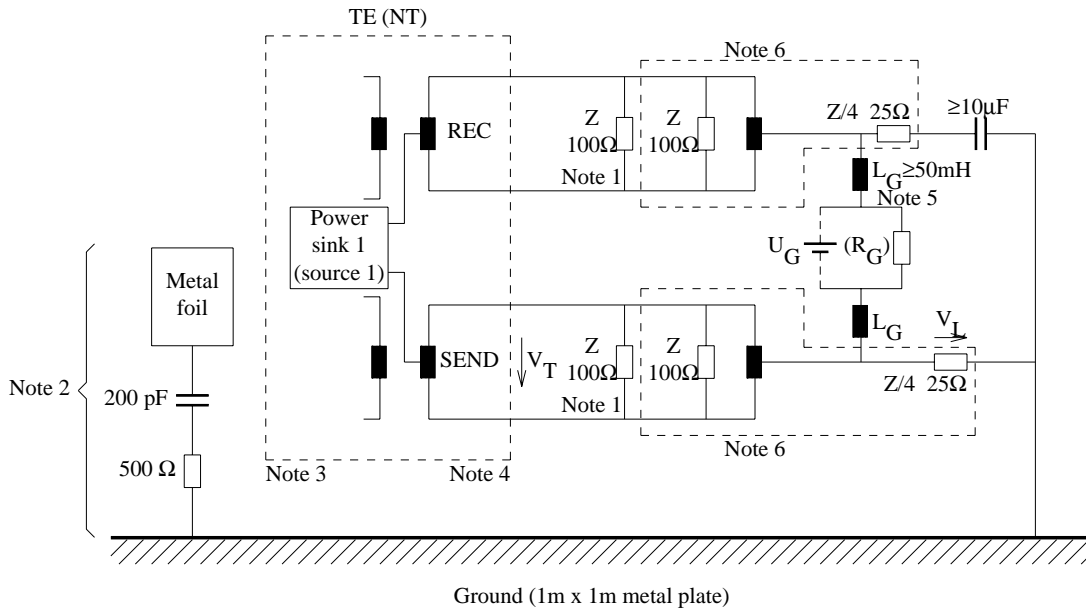 TE (NT)
Note 6
Z/4 25Ω
≥10µF
REC
Z
100Ω
Z
100Ω
Note 1
LG≥50mH
Note 5
Power
sink 1
(source 1)
UG
(RG)
Metal
foil
LG
VL
SEND
VT
Z
100Ω
Z
100Ω
Z/4 25Ω
Note 1
Note 2
200 pF
Note 6
500 Ω
Note 3
Note 4
Ground (1m x 1m metal plate)